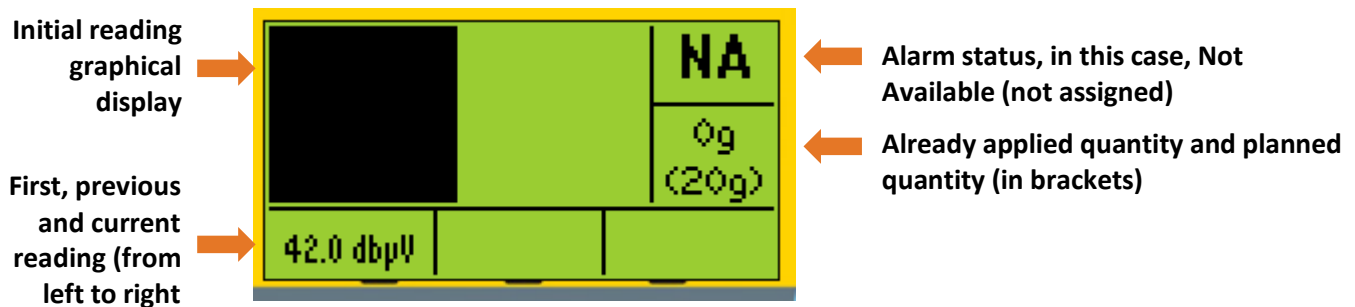 Initial reading
graphical
display
First, previous
and current
reading (from
left to right
NA
0g
(20g)
42.0 dbµV
Alarm status, in this case, Not
Available (not assigned)
Already applied quantity and planned
quantity (in brackets)